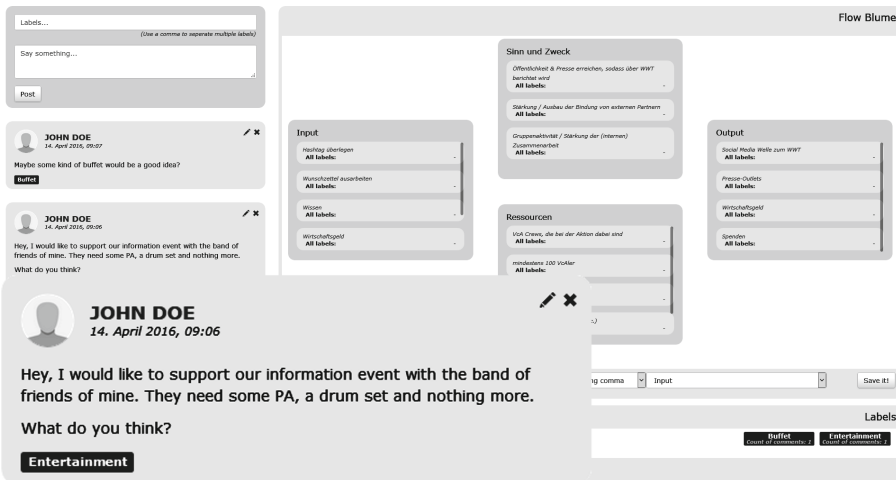 Labels...
(Use a comma to seperate multiple labels)
Say something...
Post
JOHN DOE
14. April 2016, 09:07
Maybe some kind of buffet would be a good idea?
Buffet
JOHN DOE
14. April 2016, 09:06
Hey, I would like to support our information event with the band of
friends of mine. They need some PA, a drum set and nothing more.
What do you think?
JOHN DOE
14. April 2016, 09:06
Hey, I would like to support our information event with the band of
friends of mine. They need some PA, a drum set and nothing more.
What do you think?
Entertainment
Flow Blume
Input
Hashtag überlegen
All labels: -
Wunschzettel ausarbeiten
All labels: -
Wissen
All labels: -
Wirtschaftsgeld
All labels: -
Sinn und Zweck
Öffentlichkeit & Presse erreichen, sodass über WWT
berichtet wird
All labels: -
Stärkung / Ausbau der Bindung von externen Partnern
All labels: -
Gruppenaktivität / Stärkung der (internen)
Zusammenarbeit
All labels: -
Ressourcen
VcA Crews, die bei der Aktion dabei sind
All labels: -
mindestens 100 VcAler
All labels: -
-
.)
-
Output
Social Media Welle zum WWT
All labels: -
Presse-Outlets
All labels: -
Wirtschaftsgeld
All labels: -
Spenden
All labels: -
ng comma
Input
Save it!
Labels
Buffet
Count of comments: 1
Entertainment
Count of comments: 1